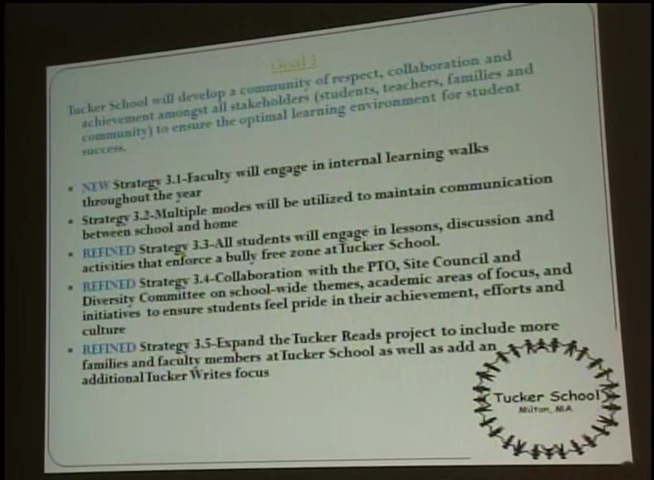 Goal 3
Tucker School will develop a community of respect, collaboration and
achievement amongst all stakeholders (students, teachers, families and
community) to ensure the optimal learning environment for student
success.
• NEW Strategy 3.1-Faculty will engage in internal learning walks
throughout the year
• Strategy 3.2-Multiple modes will be utilized to maintain communication
between school and home
• REFINED Strategy 3.3-All students will engage in lessons, discussion and
activities that enforce a bully free zone at Tucker School.
• REFINED Strategy 3.4-Collaboration with the PTO, Site Council and
Diversity Committee on school-wide themes, academic areas of focus, and
initiatives to ensure students feel pride in their achievement, efforts and
culture
• REFINED Strategy 3.5-Expand the Tucker Reads project to include more
families and faculty members at Tucker School as well as add an
additional Tucker Writes focus
Tucker School
Milton, MA